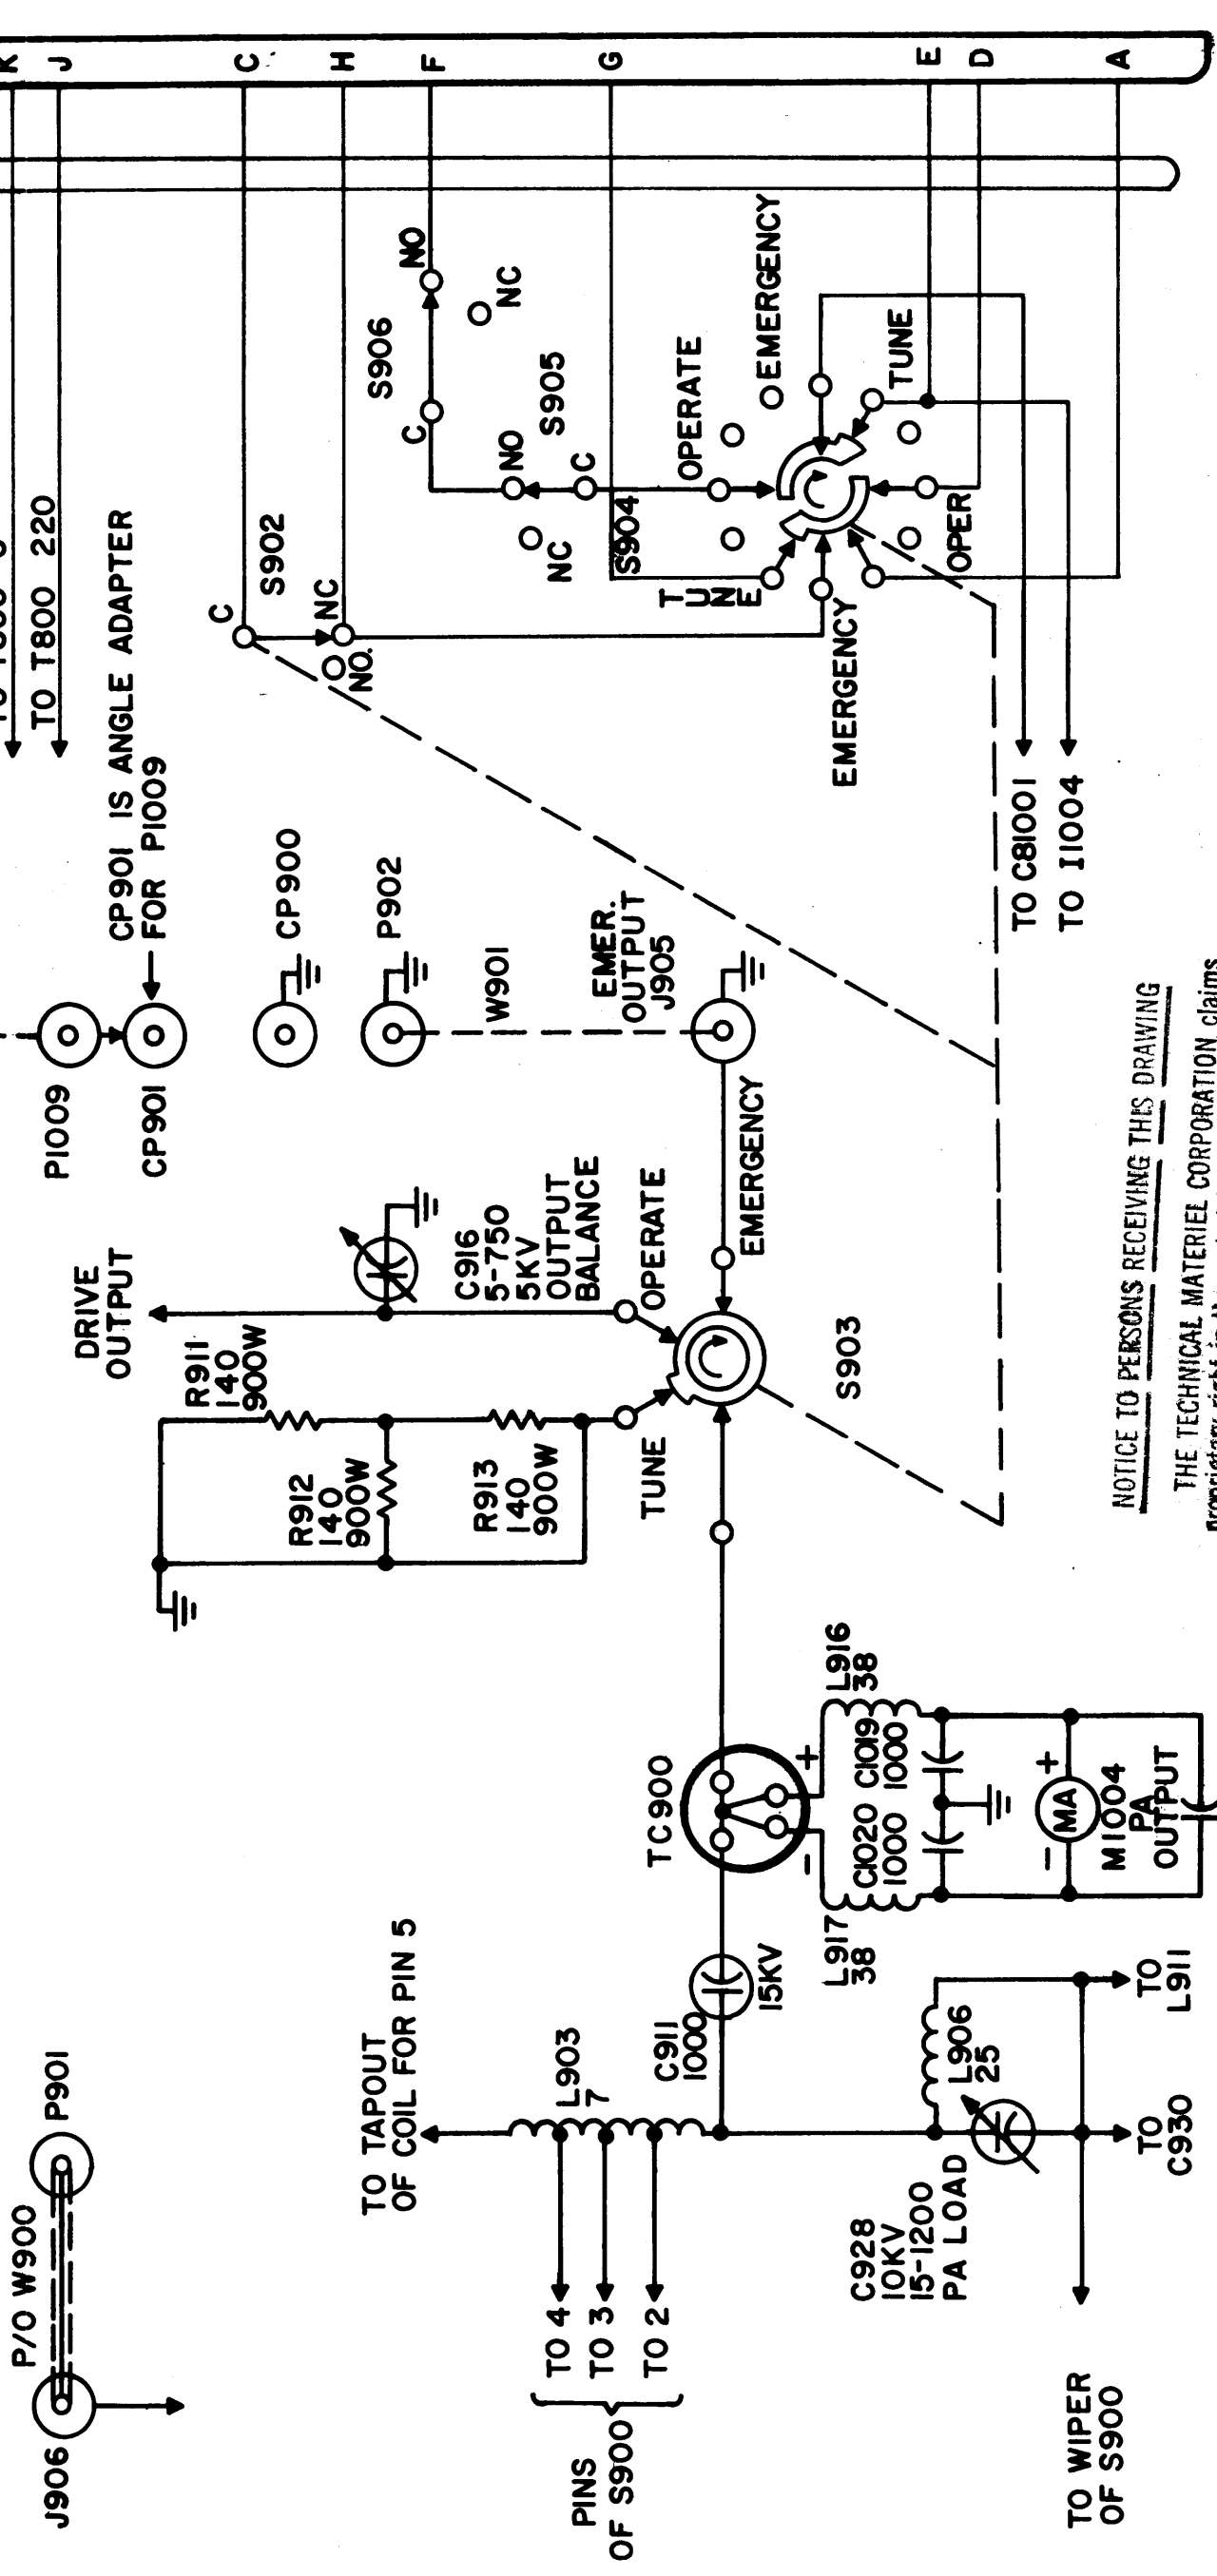 J906
P/O W900
P901
PINS
OF S900
TO 4
TO 3
TO 2
TO TAPOUT
OF COIL FOR PIN 5
L903
7
C911
1000
15KV
TO WIPER
OF S900
C928
10KV
15-1200
PA LOAD
L906
25
TO
C930
TO
L911
TC900
-
+
L917
38
L916
38
C1020
1000
C1019
1000
-
MA
+
M1004
PA
OUTPUT
R911
140
900W
R912
140
900W
R913
140
900W
TUNE
DRIVE
OUTPUT
C916
5-750
5KV
OUTPUT
BALANCE
OPERATE
EMERGENCY
S903
P1009
CP901
CP901 IS ANGLE ADAPTER
FOR P1009
CP900
P902
W901
EMER.
OUTPUT
J905
TO T800 220
C
S902
NC
NO.
S906
C
NO
NC
S905
NO
C
NC
S904
TUNE
OPERATE
EMERGENCY
EMERGENCY
TUNE
OPER
TO CB1001
TO I1004
K
J
C
H
F
G
E
D
A
NOTICE TO PERSONS RECEIVING THIS DRAWING
THE TECHNICAL MATERIEL CORPORATION claims
proprietary right in